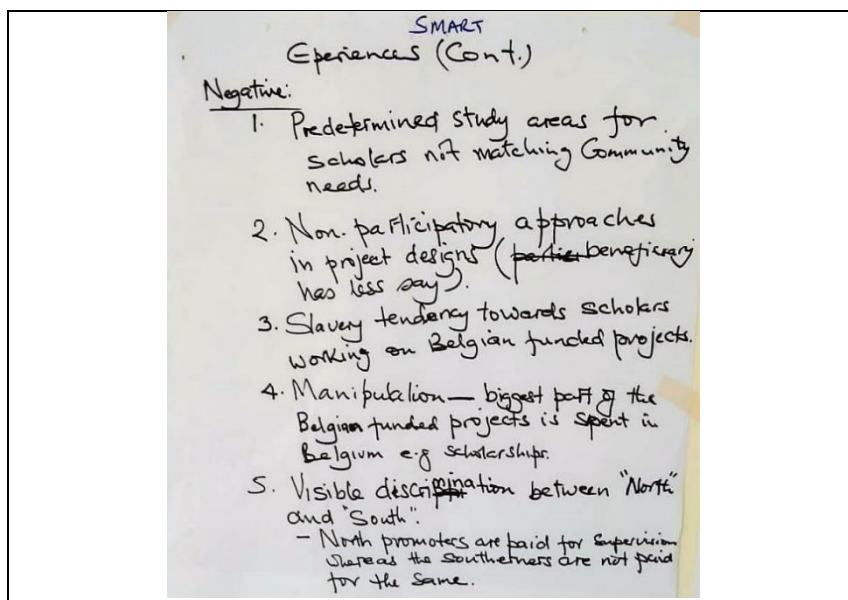 SMART
Eperiences (Cont.)
Negative:
1. Predetermined study areas for
scholars not matching Community
needs.
2. Non. participatory approaches
in project designs (beneficiary
has less say).
3. Slavery tendency towards scholars
working on Belgian funded projects.
4. Manipulation — biggest part of the
Belgian funded projects is spent in
Belgium e.g scholarships.
5. Visible discrimination between "North"
and "South".
- North promoters are paid for supervision
whereas the southerners are not paid
for the same.